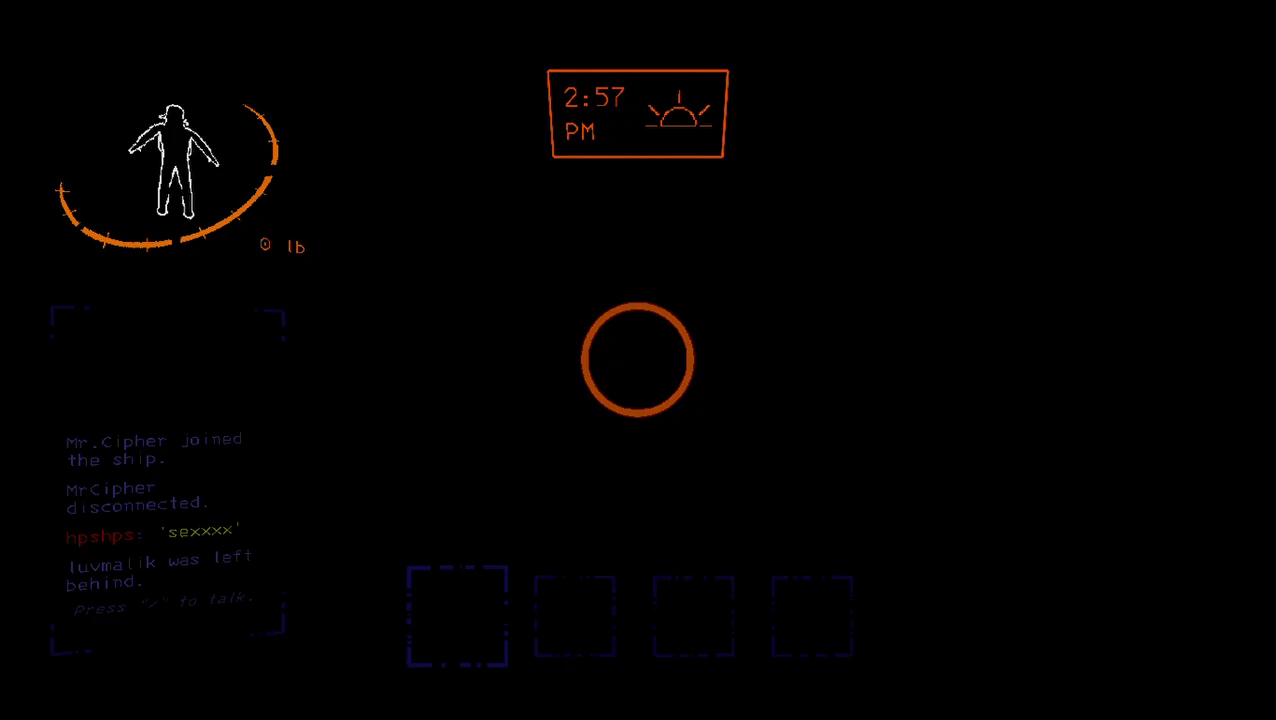 2:57
PM
0 lb
Mr.Cipher joined
the ship.
MrCipher
disconnected.
hpshps: 'sexxxx'
luvmalik was left
behind.
Press "/" to talk.